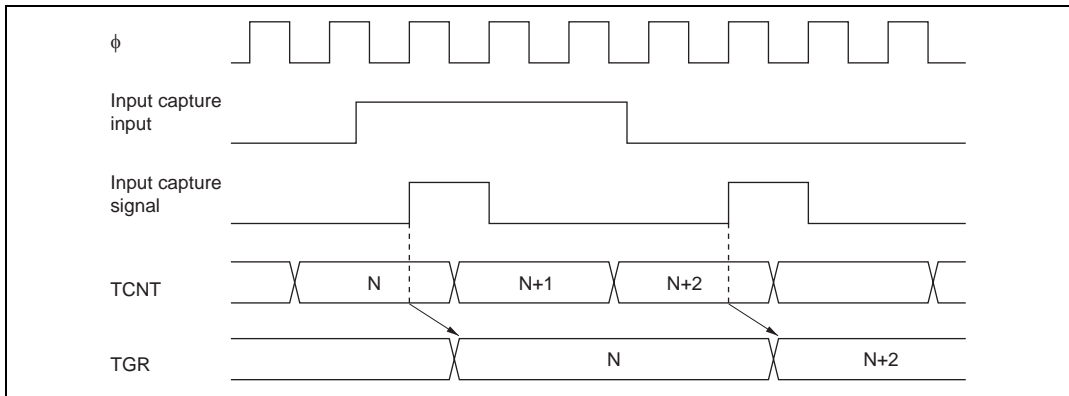 ϕ
Input capture
input
Input capture
signal
TCNT
N
N+1
N+2
TGR
N
N+2